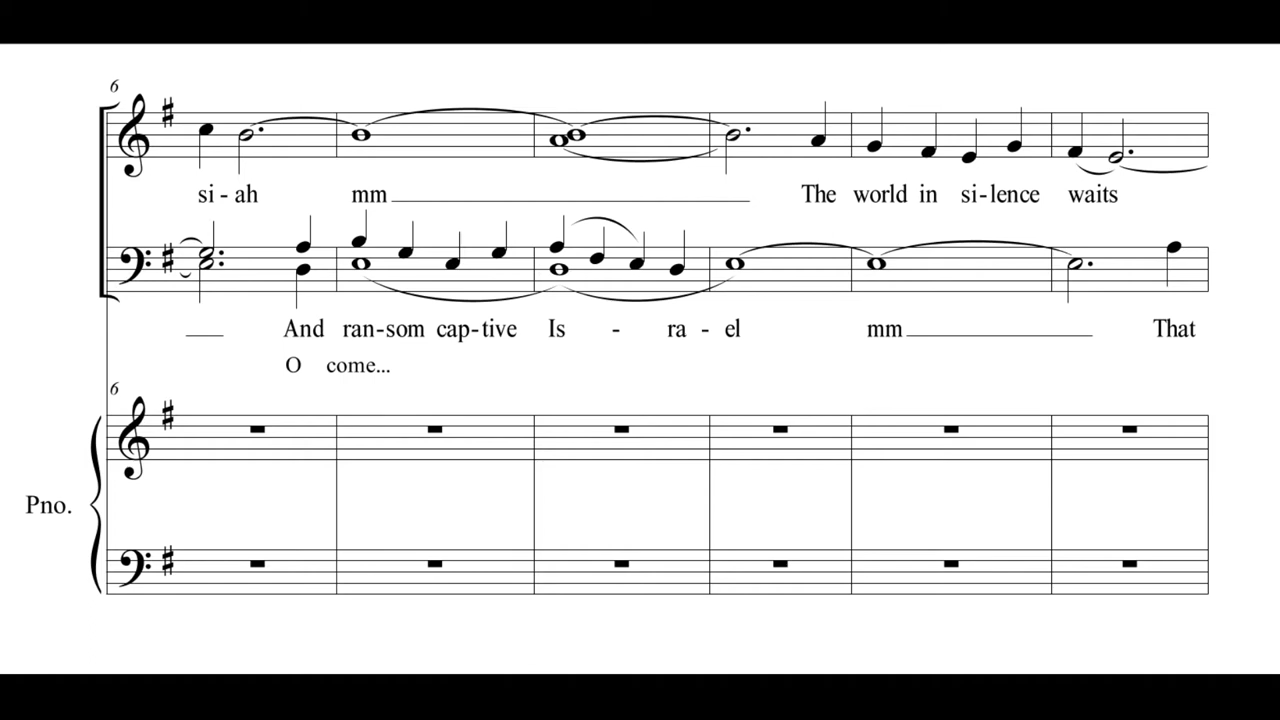 6
si - ah mm The world in si - lence waits
And ran - som cap - tive Is - ra - el mm That
O come...
6
Pno.